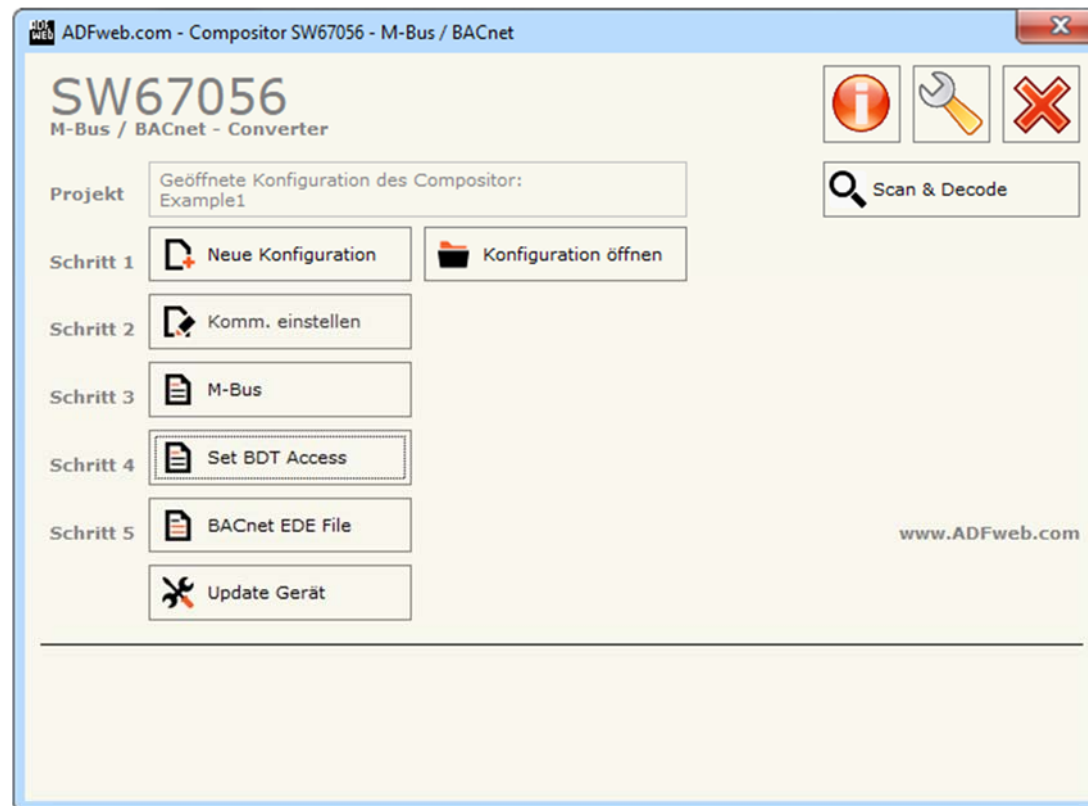 ADF WEB ADFweb.com - Compositor SW67056 - M-Bus / BACnet
SW67056
M-Bus / BACnet - Converter
Projekt
Geöffnete Konfiguration des Compositor:
Example1
Scan & Decode
Schritt 1
Neue Konfiguration
Konfiguration öffnen
Schritt 2
Komm. einstellen
Schritt 3
M-Bus
Schritt 4
Set BDT Access
Schritt 5
BACnet EDE File
www.ADFweb.com
Update Gerät